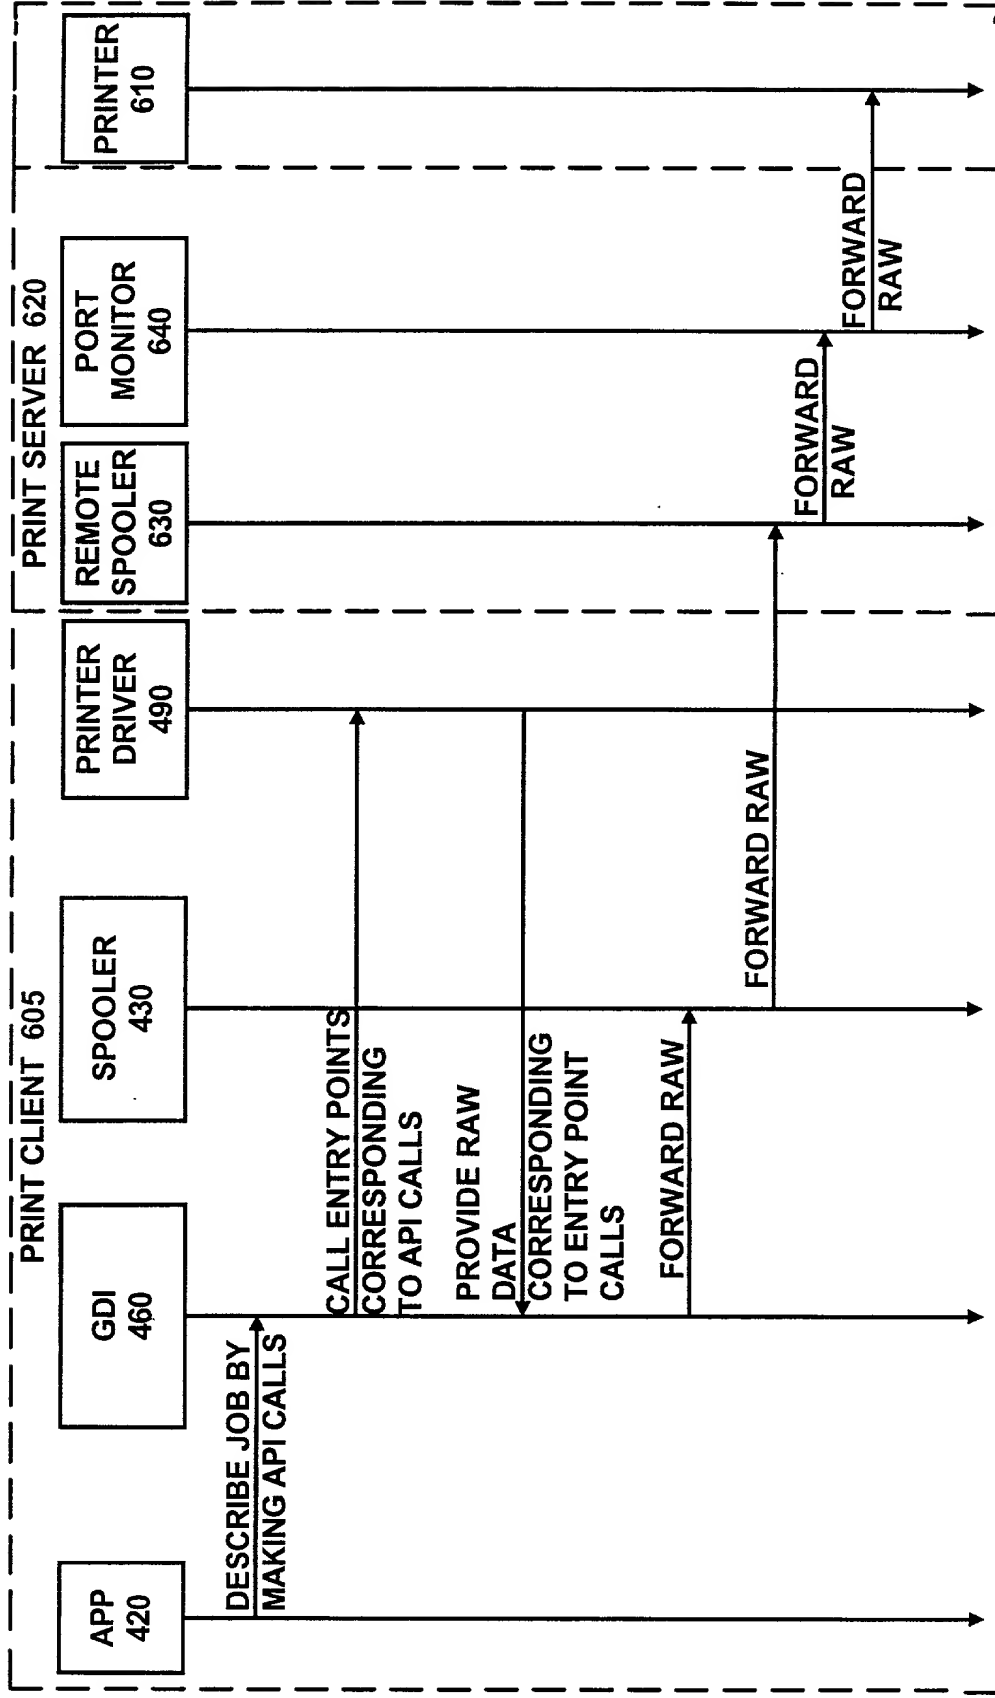 PRINT CLIENT 605
PRINT SERVER 620
APP
420
GDI
460
SPOOLER
430
PRINTER
DRIVER
490
REMOTE
SPOOLER
630
PORT
MONITOR
640
PRINTER
610
DESCRIBE JOB BY
MAKING API CALLS
CALL ENTRY POINTS
CORRESPONDING
TO API CALLS
PROVIDE RAW
DATA
CORRESPONDING
TO ENTRY POINT
CALLS
FORWARD RAW
FORWARD RAW
FORWARD
RAW
FORWARD
RAW